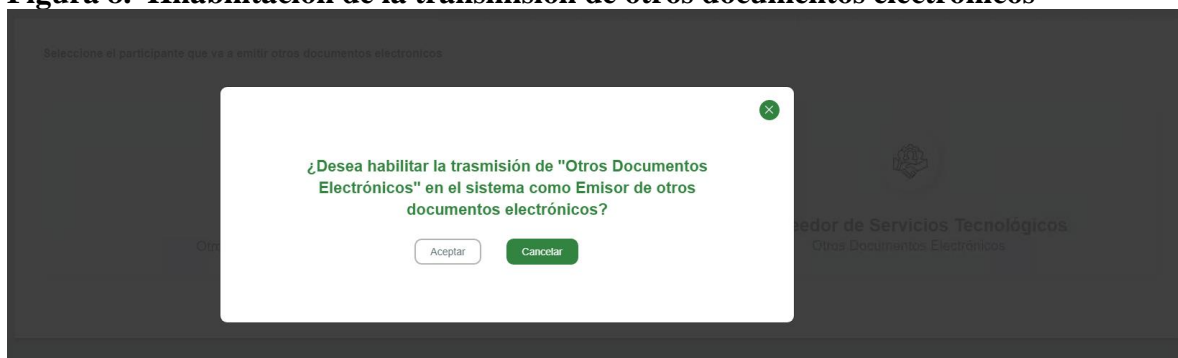 Figura 8. Hhabilitación de la transmisión de otros documentos electrónicos
Seleccione el participante que va a emitir otros documentos electronicos
¿Desea habilitar la trasmisión de "Otros Documentos
Electrónicos" en el sistema como Emisor de otros
documentos electrónicos?
Aceptar
Cancelar
eedor de Servicios Tecnológicos
Otros Documentos Electrónicos